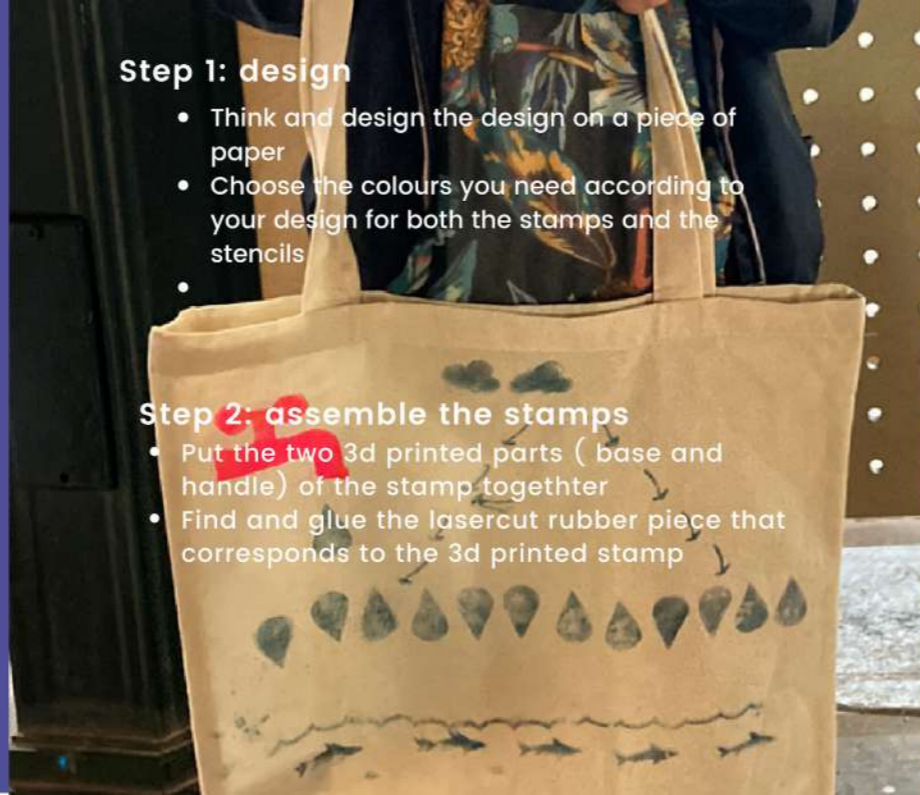 Step 1: design
• Think and design the design on a piece of
paper
• Choose the colours you need according to
your design for both the stamps and the
stencils
•
Step 2: assemble the stamps
• Put the two 3d printed parts ( base and
handle) of the stamp togethter
• Find and glue the lasercut rubber piece that
corresponds to the 3d printed stamp